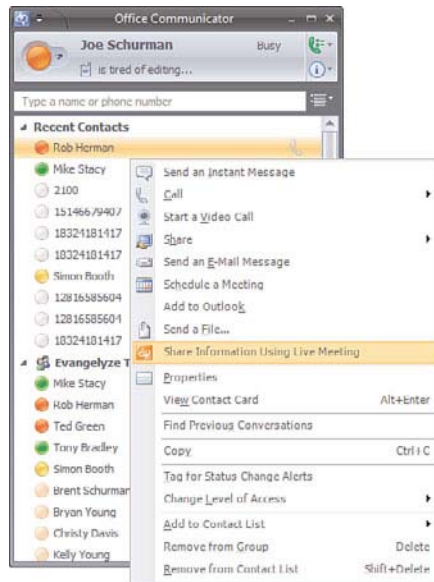 Office Communicator
Joe Schurman
Busy
is tired of editing...
Type a name or phone number
Recent Contacts
Rob Herman
Mike Stacy
2100
15146679407
18324181417
18324181417
Simon Booth
12816585604
12816585604
18324181417
Evangelyze T
Mike Stacy
Rob Herman
Ted Green
Tony Bradley
Simon Booth
Brent Schurman
Bryan Young
Christy Davis
Kelly Young
Send an Instant Message
Call
Start a Video Call
Share
Send an E-Mail Message
Schedule a Meeting
Add to Outlook
Send a File...
Share Information Using Live Meeting
Properties
View Contact Card Alt+Enter
Find Previous Conversations
Copy Ctrl+C
Tag for Status Change Alerts
Change Level of Access
Add to Contact List
Remove from Group Delete
Remove from Contact List Shift+Delete